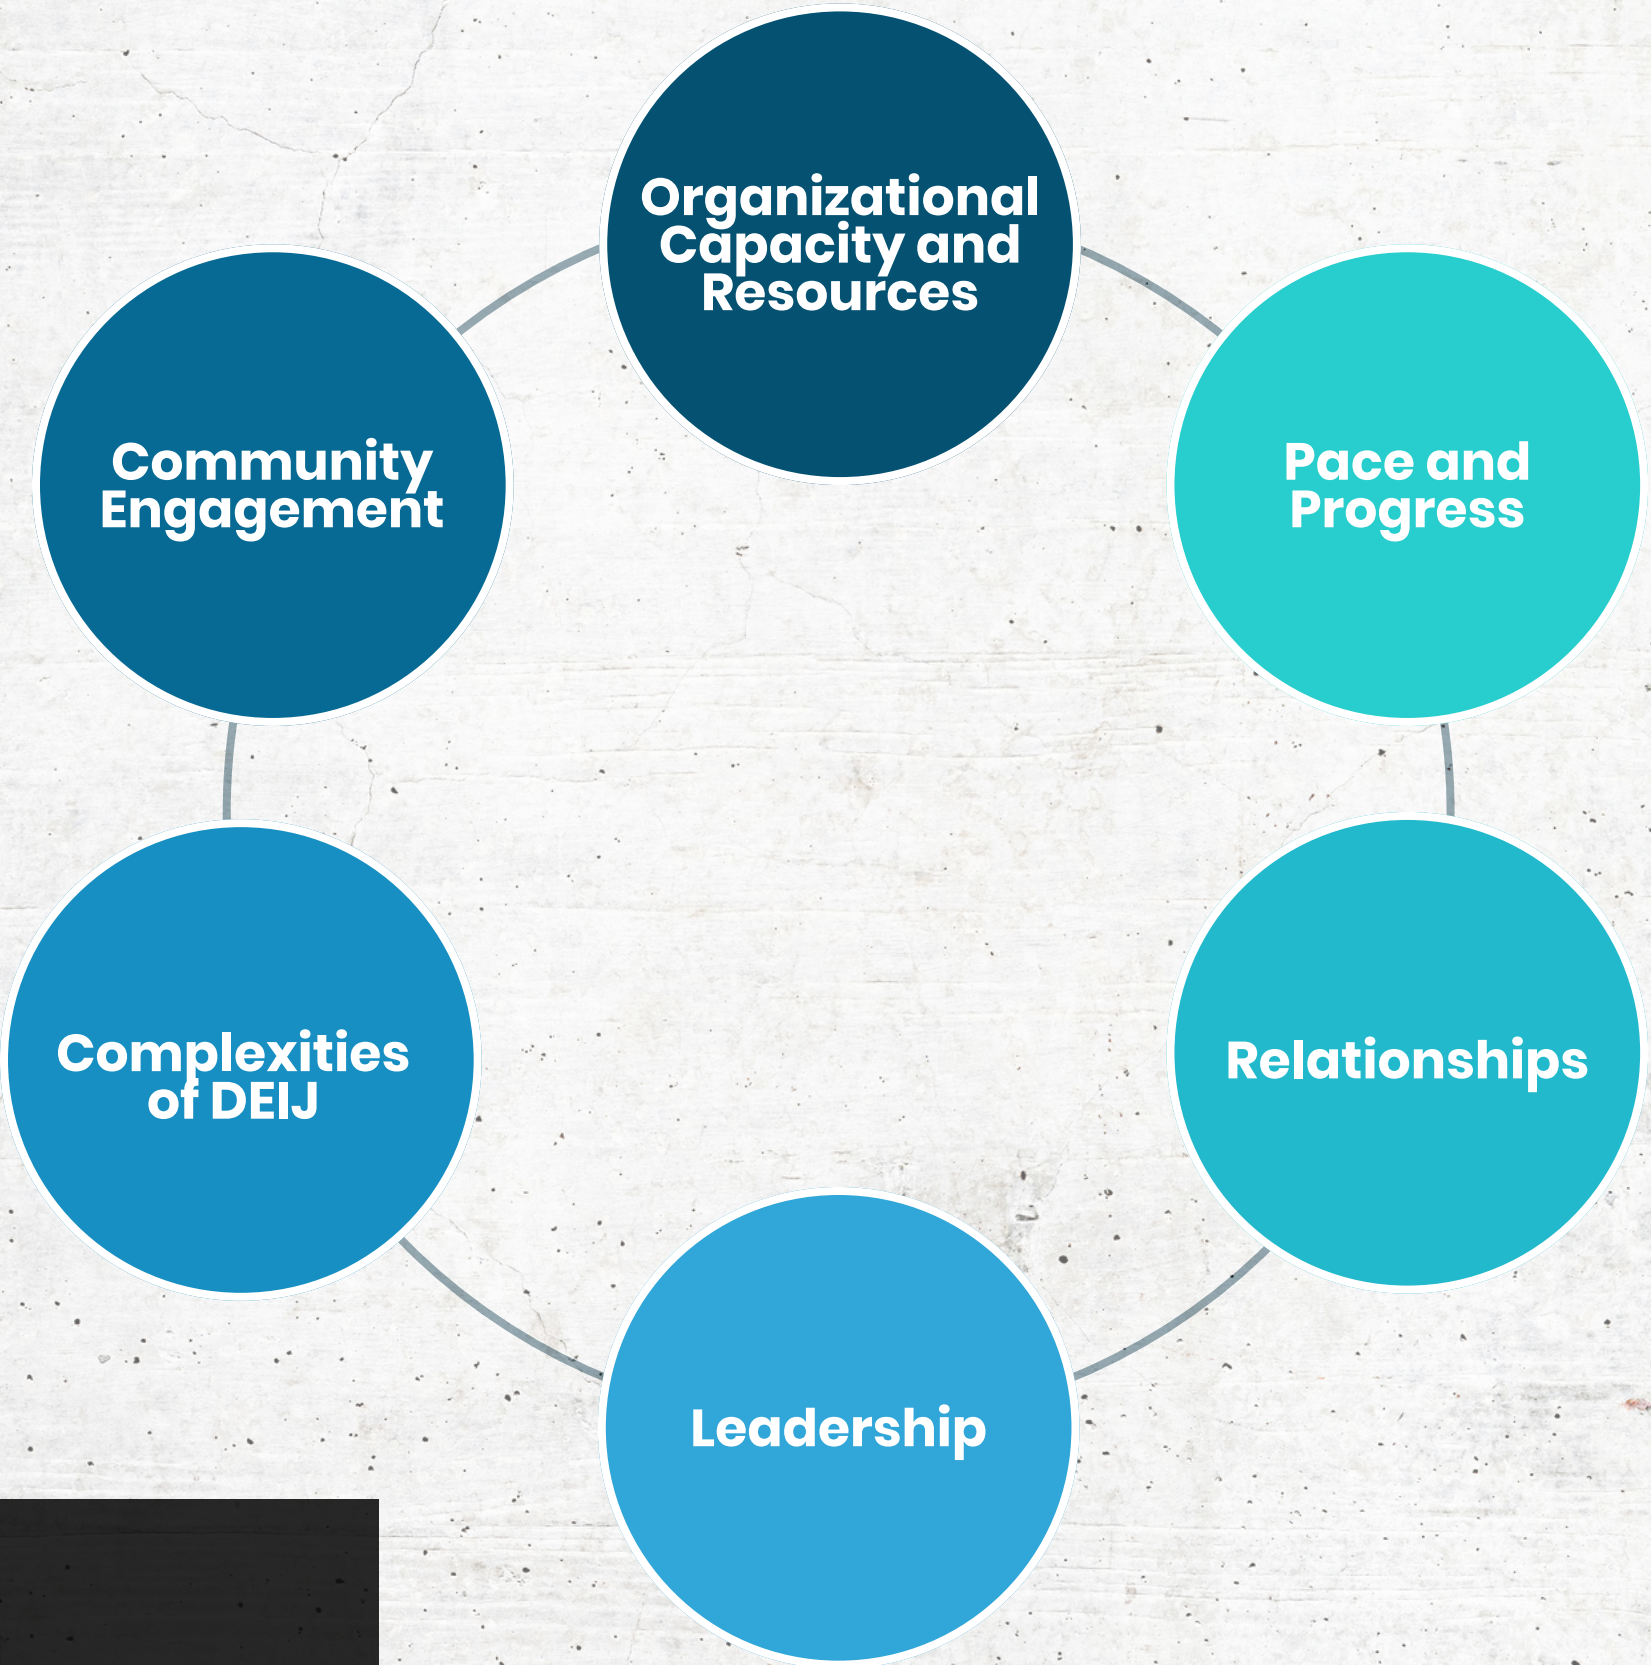 Organizational
Capacity and
Resources
Pace and
Progress
Relationships
Leadership
Complexities
of DEIJ
Community
Engagement